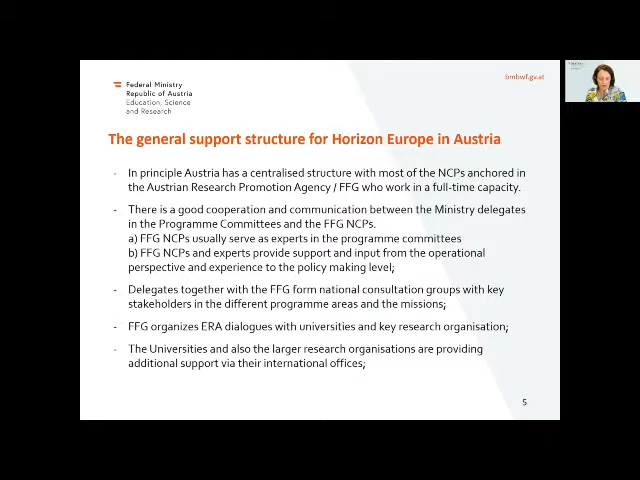 bmbwf.gv.at
Federal Ministry
Republic of Austria
Education, Science
and Research
The general support structure for Horizon Europe in Austria
- In principle Austria has a centralised structure with most of the NCPs anchored in
the Austrian Research Promotion Agency / FFG who work in a full-time capacity.
- There is a good cooperation and communication between the Ministry delegates
in the Programme Committees and the FFG NCPs.
a) FFG NCPs usually serve as experts in the programme committees
b) FFG NCPs and experts provide support and input from the operational
perspective and experience to the policy making level;
- Delegates together with the FFG form national consultation groups with key
stakeholders in the different programme areas and the missions;
- FFG organizes ERA dialogues with universities and key research organisation;
- The Universities and also the larger research organisations are providing
additional support via their international offices;
5